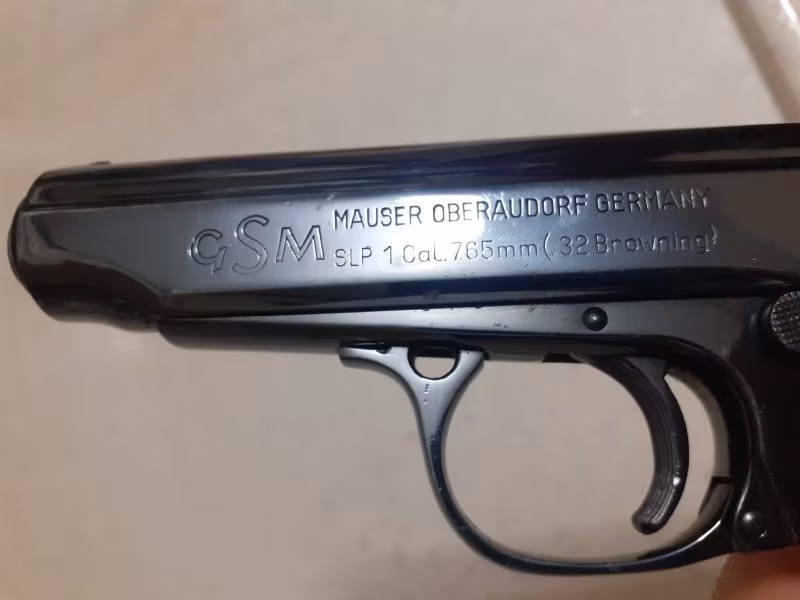 GSM
MAUSER OBERAUDORF GERMANY
SLP 1 CaL.7.65mm(.32 Browning)